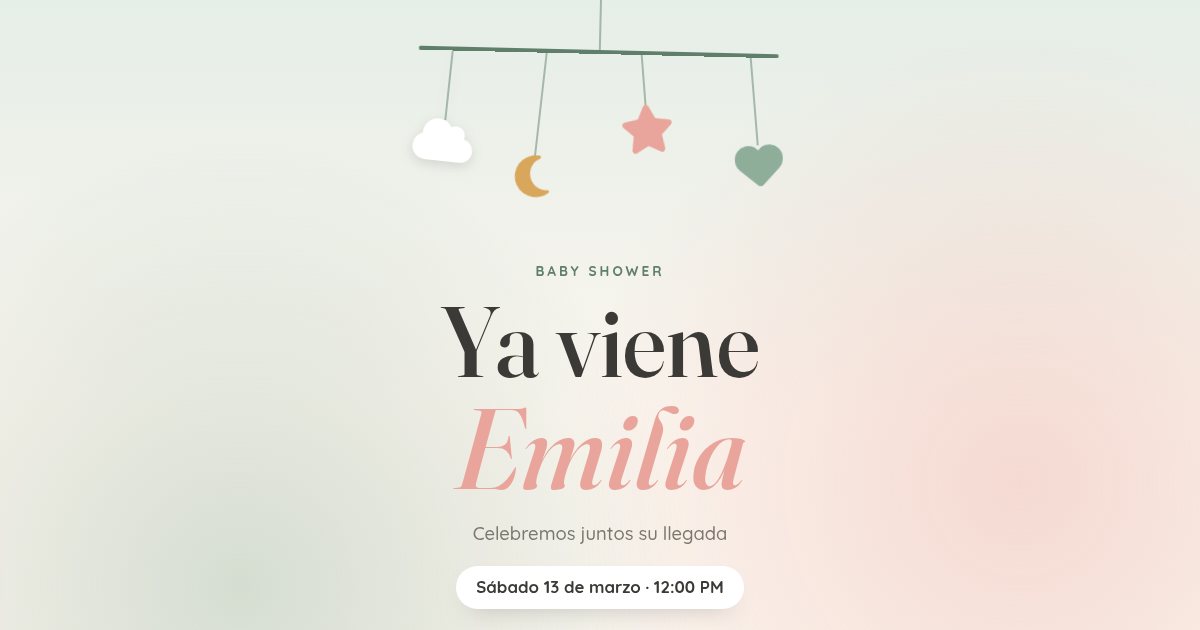 BABY SHOWER
Ya viene
Emilia
Celebremos juntos su llegada
Sábado 13 de marzo · 12:00 PM